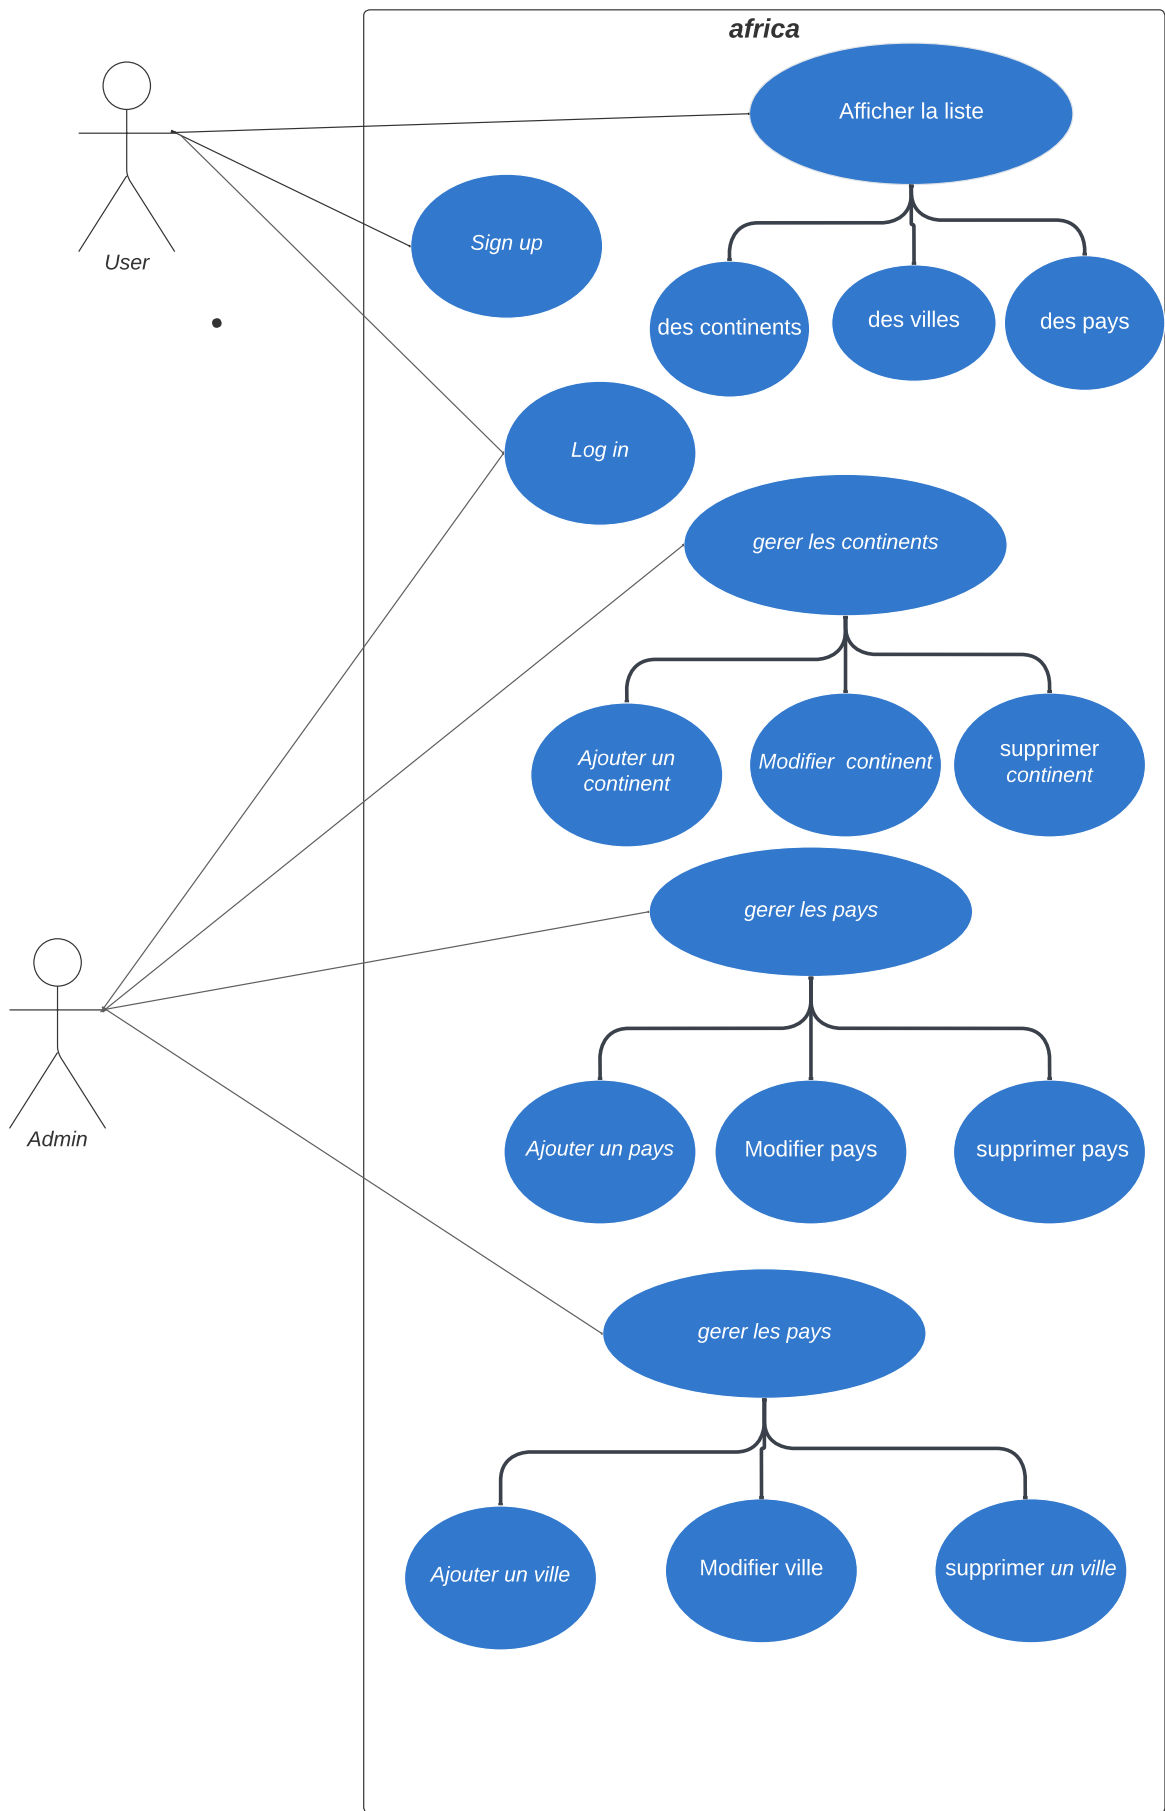 africa
Afficher la liste
User
Sign up
des continents
des villes
des pays
Log in
gerer les continents
Ajouter un
continent
Modifier  continent
supprimer
continent
gerer les pays
Admin
Ajouter un pays
Modifier pays
supprimer pays
gerer les pays
Ajouter un ville
Modifier ville
supprimer un ville